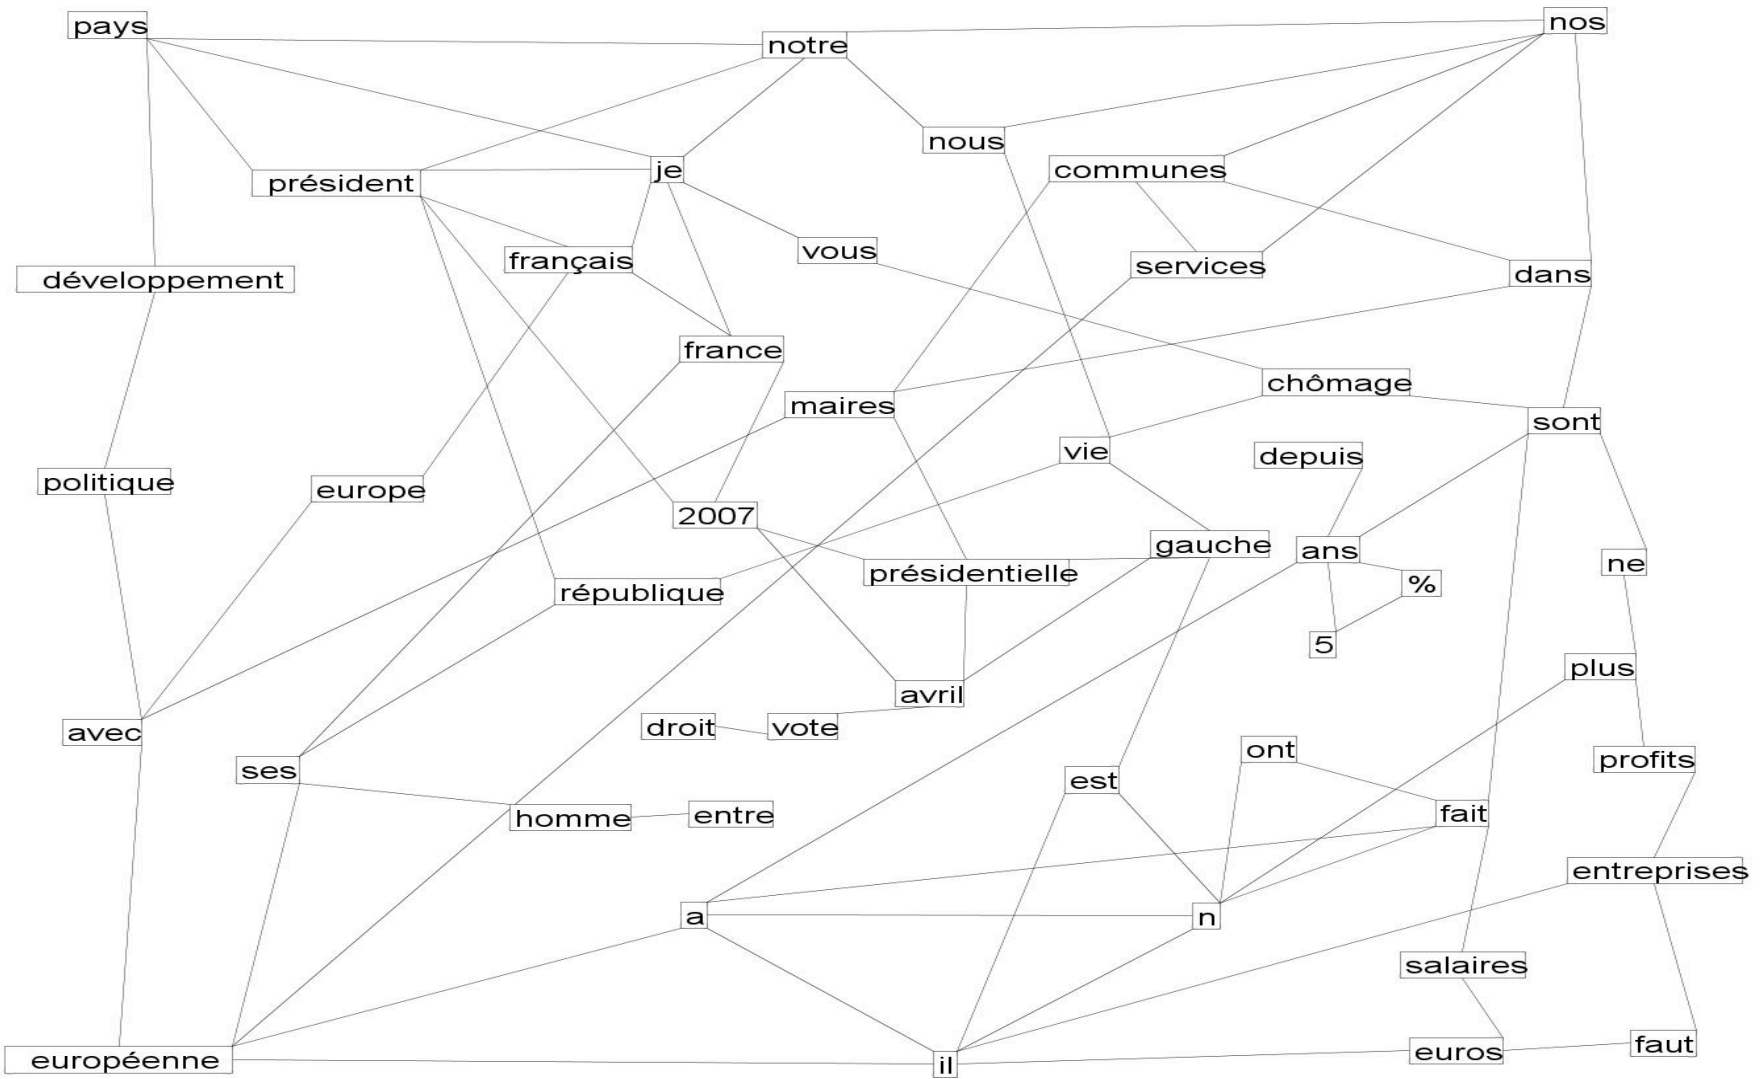 pays
notre
nos
nous
président
je
communes
français
vous
services
dans
développement
france
maires
chômage
sont
vie
depuis
politique
europe
2007
gauche
ans
présidentielle
ne
république
%
5
plus
avril
avec
droit
vote
ses
est
ont
profits
homme
entre
fait
entreprises
a
n
salaires
européenne
il
euros
faut